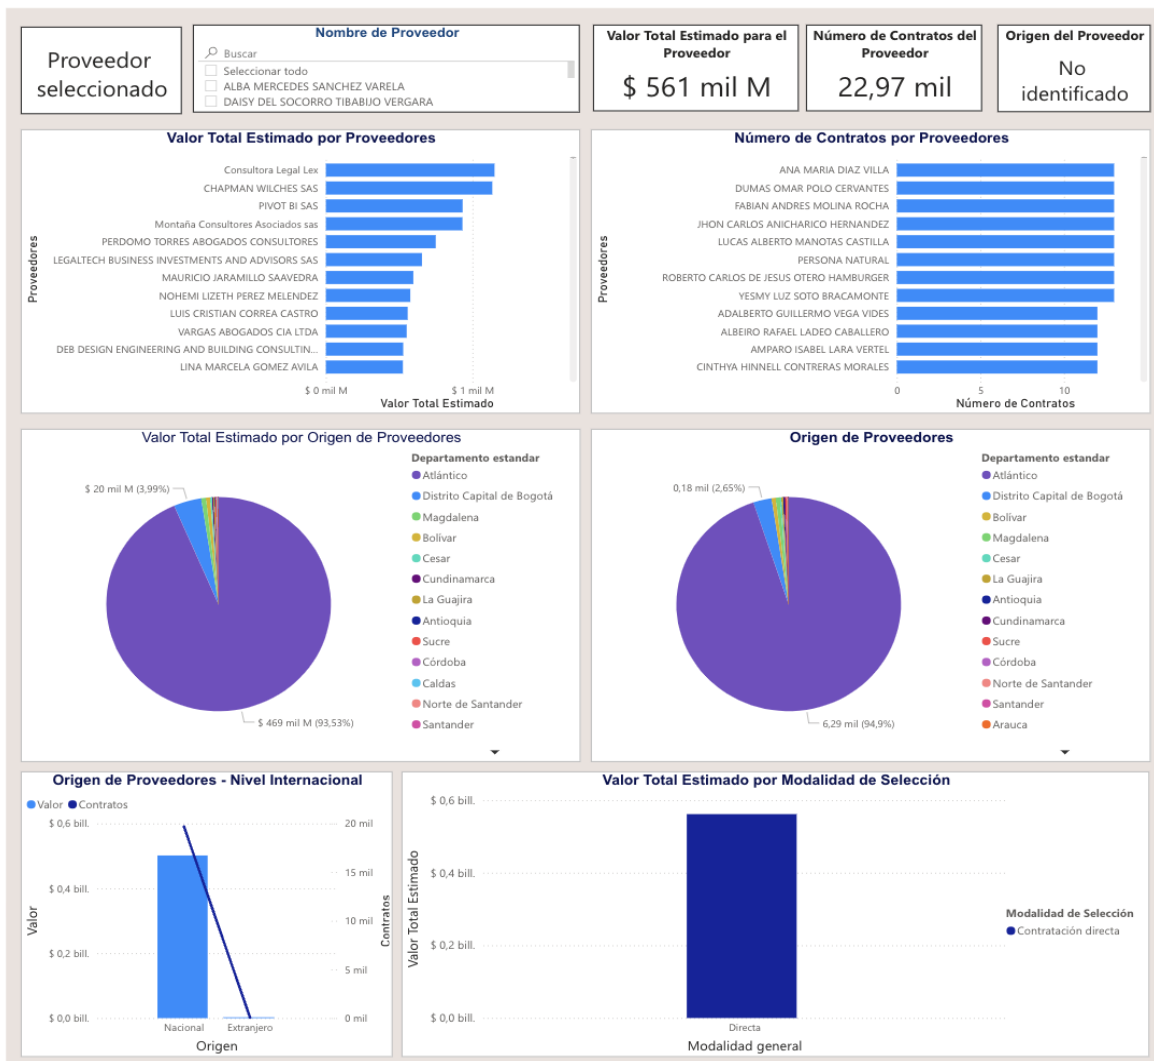 Proveedor
seleccionado
Nombre de Proveedor
Buscar
Seleccionar todo
ALBA MERCEDES SANCHEZ VARELA
DAISY DEL SOCORRO TIBABIJO VERGARA
Valor Total Estimado para el
Proveedor
$ 561 mil M
Número de Contratos del
Proveedor
22,97 mil
Origen del Proveedor
No
identificado
Valor Total Estimado por Proveedores
Proveedores
Consultora Legal Lex
CHAPMAN WILCHES SAS
PIVOT BI SAS
Montaña Consultores Asociados sas
PERDOMO TORRES ABOGADOS CONSULTORES
LEGALTECH BUSINESS INVESTMENTS AND ADVISORS SAS
MAURICIO JARAMILLO SAAVEDRA
NOHEMI LIZETH PEREZ MELENDEZ
LUIS CRISTIAN CORREA CASTRO
VARGAS ABOGADOS CIA LTDA
DEB DESIGN ENGINEERING AND BUILDING CONSULTIN...
LINA MARCELA GOMEZ AVILA
$ 0 mil M $ 1 mil M
Valor Total Estimado
Número de Contratos por Proveedores
Proveedores
ANA MARIA DIAZ VILLA
DUMAS OMAR POLO CERVANTES
FABIAN ANDRES MOLINA ROCHA
JHON CARLOS ANICHARICO HERNANDEZ
LUCAS ALBERTO MANOTAS CASTILLA
PERSONA NATURAL
ROBERTO CARLOS DE JESUS OTERO HAMBURGER
YESMY LUZ SOTO BRACAMONTE
ADALBERTO GUILLERMO VEGA VIDES
ALBEIRO RAFAEL LADEO CABALLERO
AMPARO ISABEL LARA VERTEL
CINTHYA HINNELL CONTRERAS MORALES
0 5 10
Número de Contratos
Valor Total Estimado por Origen de Proveedores
$ 20 mil M (3,99%)
$ 469 mil M (93,53%)
Departamento estandar
Atlántico
Distrito Capital de Bogotá
Magdalena
Bolívar
Cesar
Cundinamarca
La Guajira
Antioquia
Sucre
Córdoba
Caldas
Norte de Santander
Santander
Origen de Proveedores
0,18 mil (2,65%)
6,29 mil (94,9%)
Departamento estandar
Atlántico
Distrito Capital de Bogotá
Bolívar
Magdalena
Cesar
La Guajira
Antioquia
Cundinamarca
Sucre
Córdoba
Norte de Santander
Santander
Arauca
Origen de Proveedores - Nivel Internacional
Valor Contratos
Valor
$ 0,6 bill.
$ 0,4 bill.
$ 0,2 bill.
$ 0,0 bill.
20 mil
15 mil
10 mil
5 mil
0 mil
Contratos
Nacional Extranjero
Origen
Valor Total Estimado por Modalidad de Selección
Valor Total Estimado
$ 0,6 bill.
$ 0,4 bill.
$ 0,2 bill.
$ 0,0 bill.
Directa
Modalidad general
Modalidad de Selección
Contratación directa